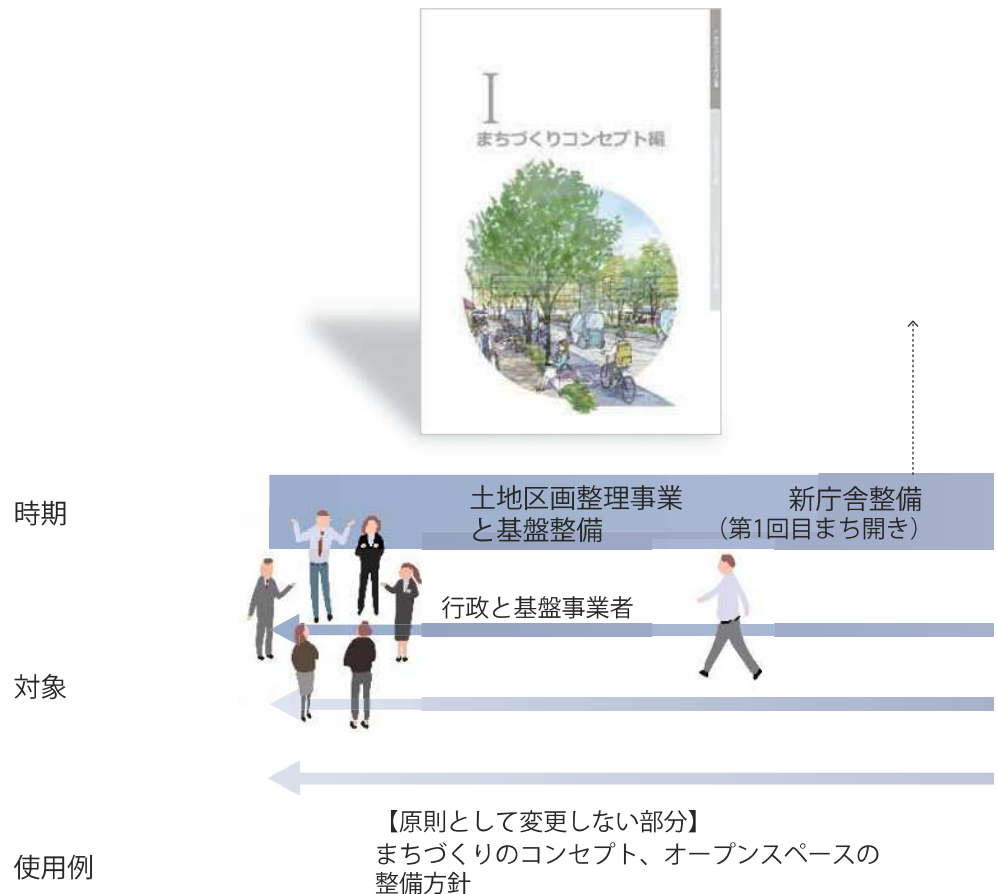 I
まちづくりコンセプト編
時期
土地区画整理事業
と基盤整備
新庁舎整備
（第1回目まち開き）
行政と基盤事業者
対象
【原則として変更しない部分】
まちづくりのコンセプト、オープンスペースの
整備方針
使用例